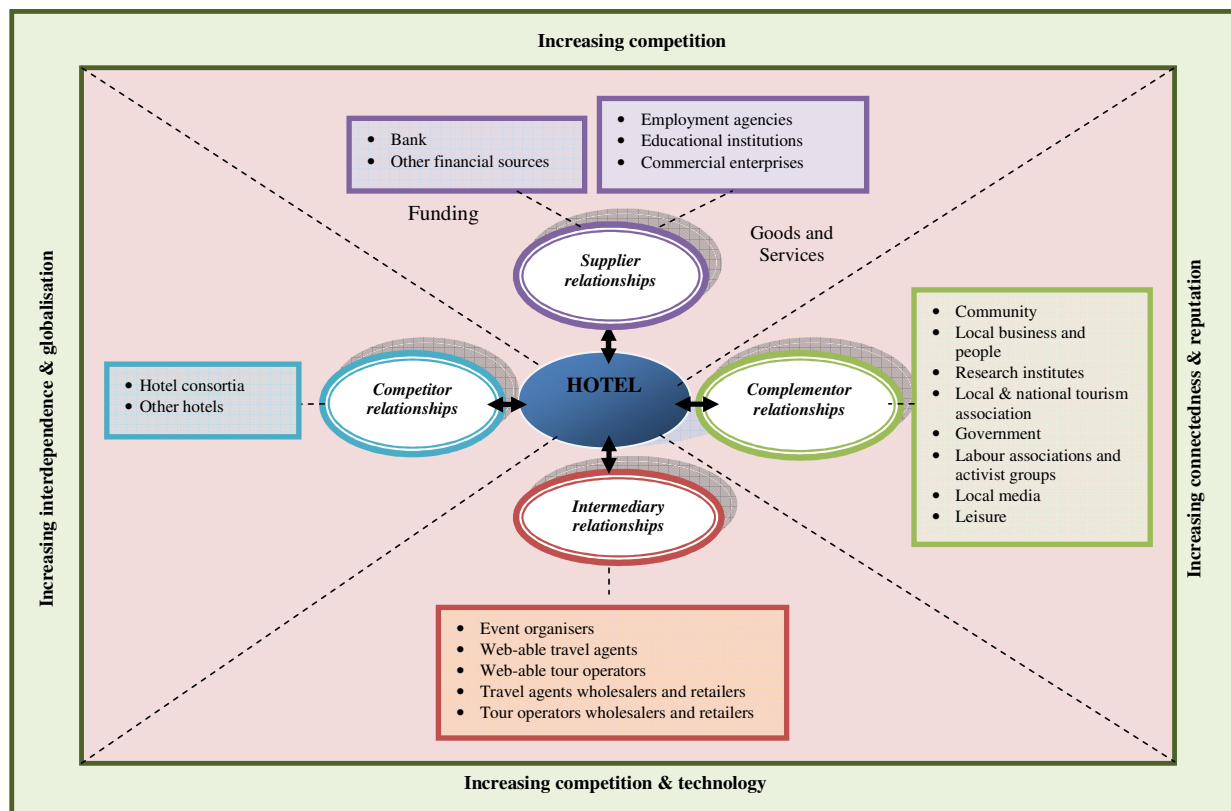 Increasing competition
• Bank
• Other financial sources
• Employment agencies
• Educational institutions
• Commercial enterprises
Funding
Goods and
Services
Supplier
relationships
Increasing interdependence & globalisation
• Hotel consortia
• Other hotels
Competitor
relationships
HOTEL
Complementor
relationships
• Community
• Local business and
people
• Research institutes
• Local & national tourism
association
• Government
• Labour associations and
activist groups
• Local media
• Leisure
Increasing connectedness & reputation
Intermediary
relationships
• Event organisers
• Web-able travel agents
• Web-able tour operators
• Travel agents wholesalers and retailers
• Tour operators wholesalers and retailers
Increasing competition & technology